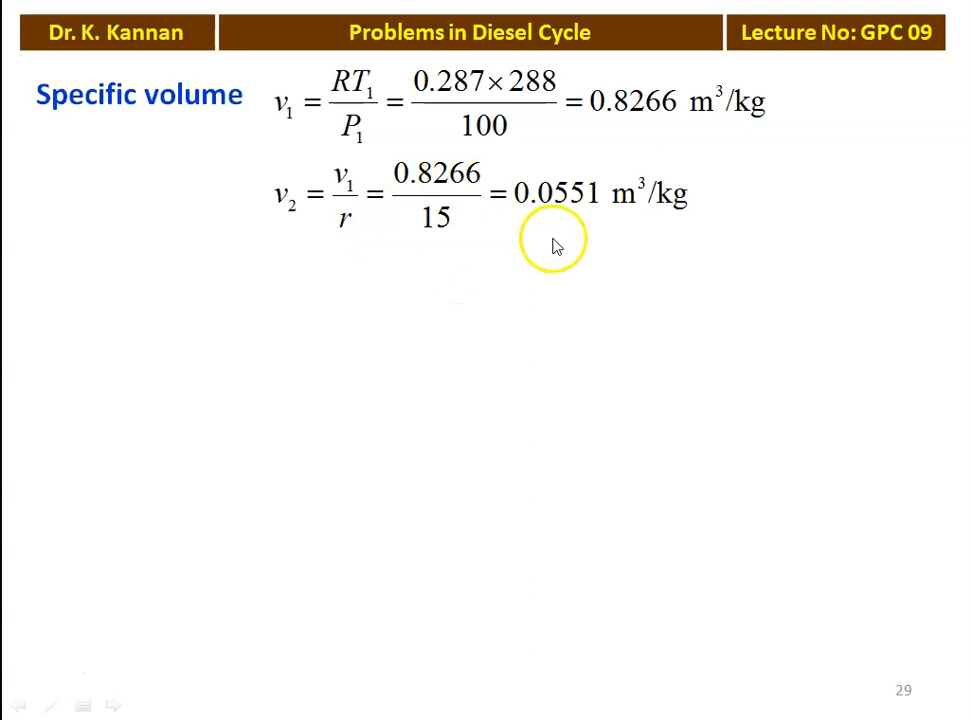 Dr. K. Kannan Problems in Diesel Cycle Lecture No: GPC 09
Specific volume v₁ = RT₁/P₁ = 0.287 × 288/100 = 0.8266 m³/kg
v₂ = v₁/r = 0.8266/15 = 0.0551 m³/kg
29